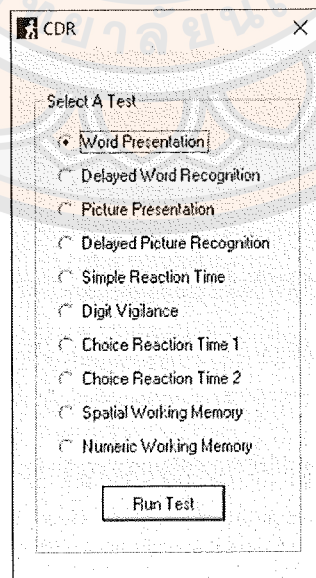 CDR
Select A Test
Word Presentation
Delayed Word Recognition
Picture Presentation
Delayed Picture Recognition
Simple Reaction Time
Digit Vigilance
Choice Reaction Time 1
Choice Reaction Time 2
Spatial Working Memory
Numeric Working Memory
Run Test